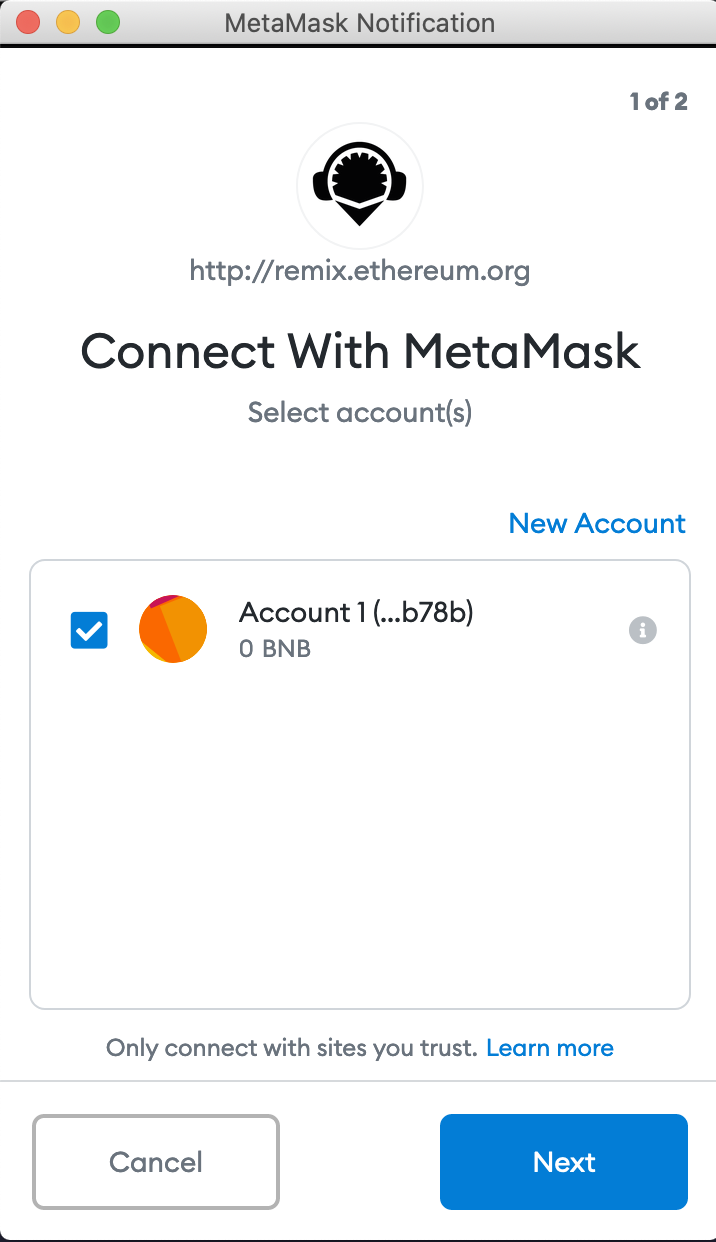 MetaMask Notification
1 of 2
http://remix.ethereum.org
Connect With MetaMask
Select account(s)
New Account
Account 1 (...b78b)
0 BNB
Only connect with sites you trust. Learn more
Cancel
Next